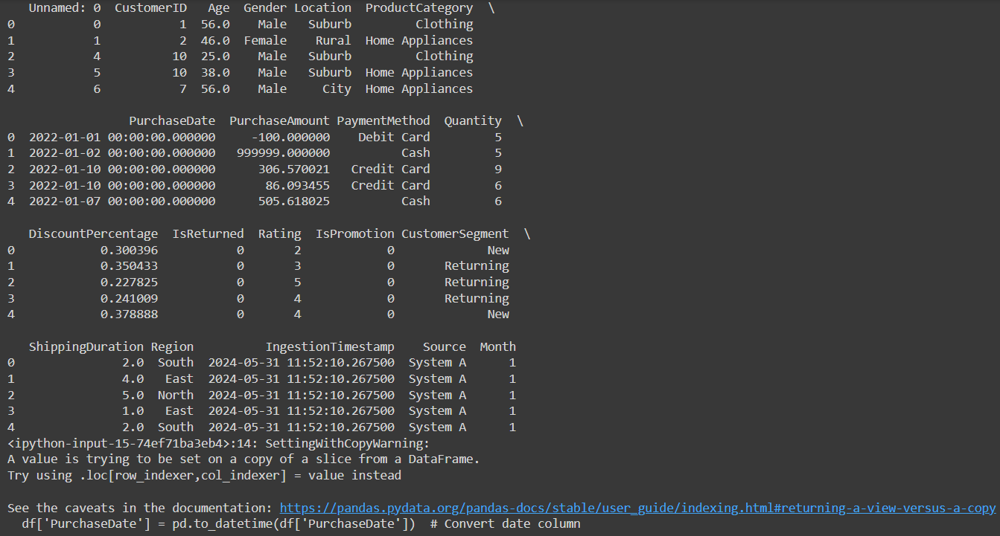 Unnamed: 0  CustomerID   Age  Gender Location  ProductCategory  \
0           0           1  56.0    Male   Suburb         Clothing
1           1           2  46.0  Female    Rural  Home Appliances
2           4          10  25.0    Male   Suburb         Clothing
3           5          10  38.0    Male   Suburb  Home Appliances
4           6           7  56.0    Male     City  Home Appliances
                 PurchaseDate  PurchaseAmount PaymentMethod  Quantity  \
0  2022-01-01 00:00:00.000000     -100.000000    Debit Card         5
1  2022-01-02 00:00:00.000000   999999.000000          Cash         5
2  2022-01-10 00:00:00.000000      306.570021   Credit Card         9
3  2022-01-10 00:00:00.000000       86.093455   Credit Card         6
4  2022-01-07 00:00:00.000000      505.618025          Cash         6
   DiscountPercentage  IsReturned  Rating  IsPromotion CustomerSegment  \
0            0.300396           0       2            0             New
1            0.350433           0       3            0       Returning
2            0.227825           0       5            0       Returning
3            0.241009           0       4            0       Returning
4            0.378888           0       4            0             New
   ShippingDuration Region          IngestionTimestamp    Source  Month
0               2.0  South  2024-05-31 11:52:10.267500  System A      1
1               4.0   East  2024-05-31 11:52:10.267500  System A      1
2               5.0  North  2024-05-31 11:52:10.267500  System A      1
3               1.0   East  2024-05-31 11:52:10.267500  System A      1
4               2.0  South  2024-05-31 11:52:10.267500  System A      1
<ipython-input-15-74ef71ba3eb4>:14: SettingWithCopyWarning:
A value is trying to be set on a copy of a slice from a DataFrame.
Try using .loc[row_indexer,col_indexer] = value instead
See the caveats in the documentation: https://pandas.pydata.org/pandas-docs/stable/user_guide/indexing.html#returning-a-view-versus-a-copy
  df['PurchaseDate'] = pd.to_datetime(df['PurchaseDate'])  # Convert date column